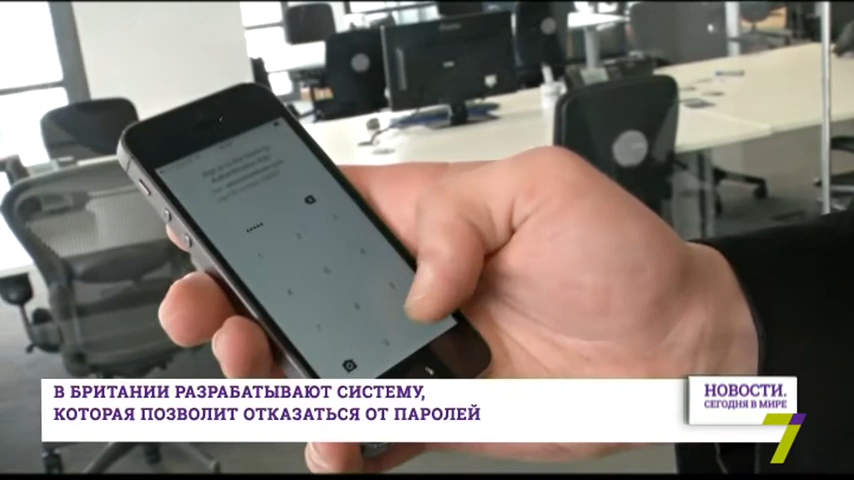 В БРИТАНИИ РАЗРАБАТЫВАЮТ СИСТЕМУ,
КОТОРАЯ ПОЗВОЛИТ ОТКАЗАТЬСЯ ОТ ПАРОЛЕЙ
НОВОСТИ.
СЕГОДНЯ В МИРЕ
7